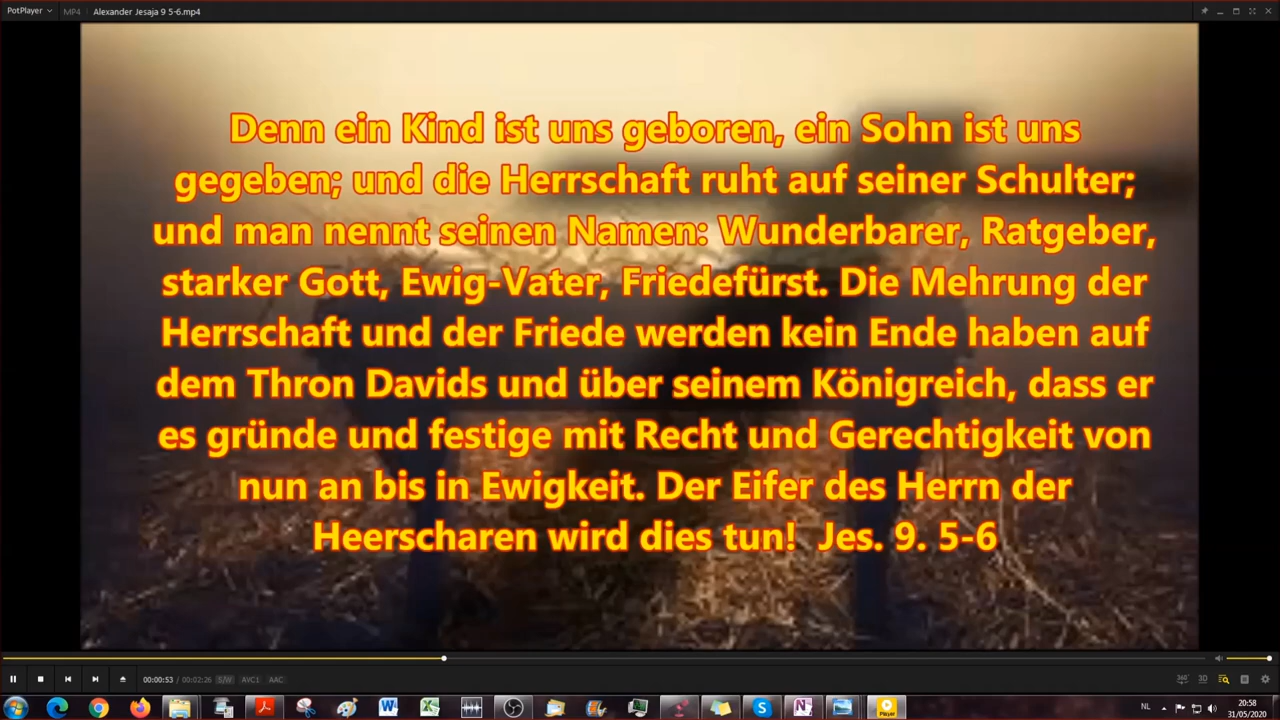 PotPlayer
MP4
Alexander Jesaja 9 5-6.mp4
Denn ein Kind ist uns geboren, ein Sohn ist uns
gegeben; und die Herrschaft ruht auf seiner Schulter;
und man nennt seinen Namen: Wunderbarer, Ratgeber,
starker Gott, Ewig-Vater, Friedefürst. Die Mehrung der
Herrschaft und der Friede werden kein Ende haben auf
dem Thron Davids und über seinem Königreich, dass er
es gründe und festige mit Recht und Gerechtigkeit von
nun an bis in Ewigkeit. Der Eifer des Herrn der
Heerscharen wird dies tun!  Jes. 9. 5-6
00:00:53 / 00:02:26 S/W AVC1 AAC
360° 3D
NL
20:58
31/05/2020
Player